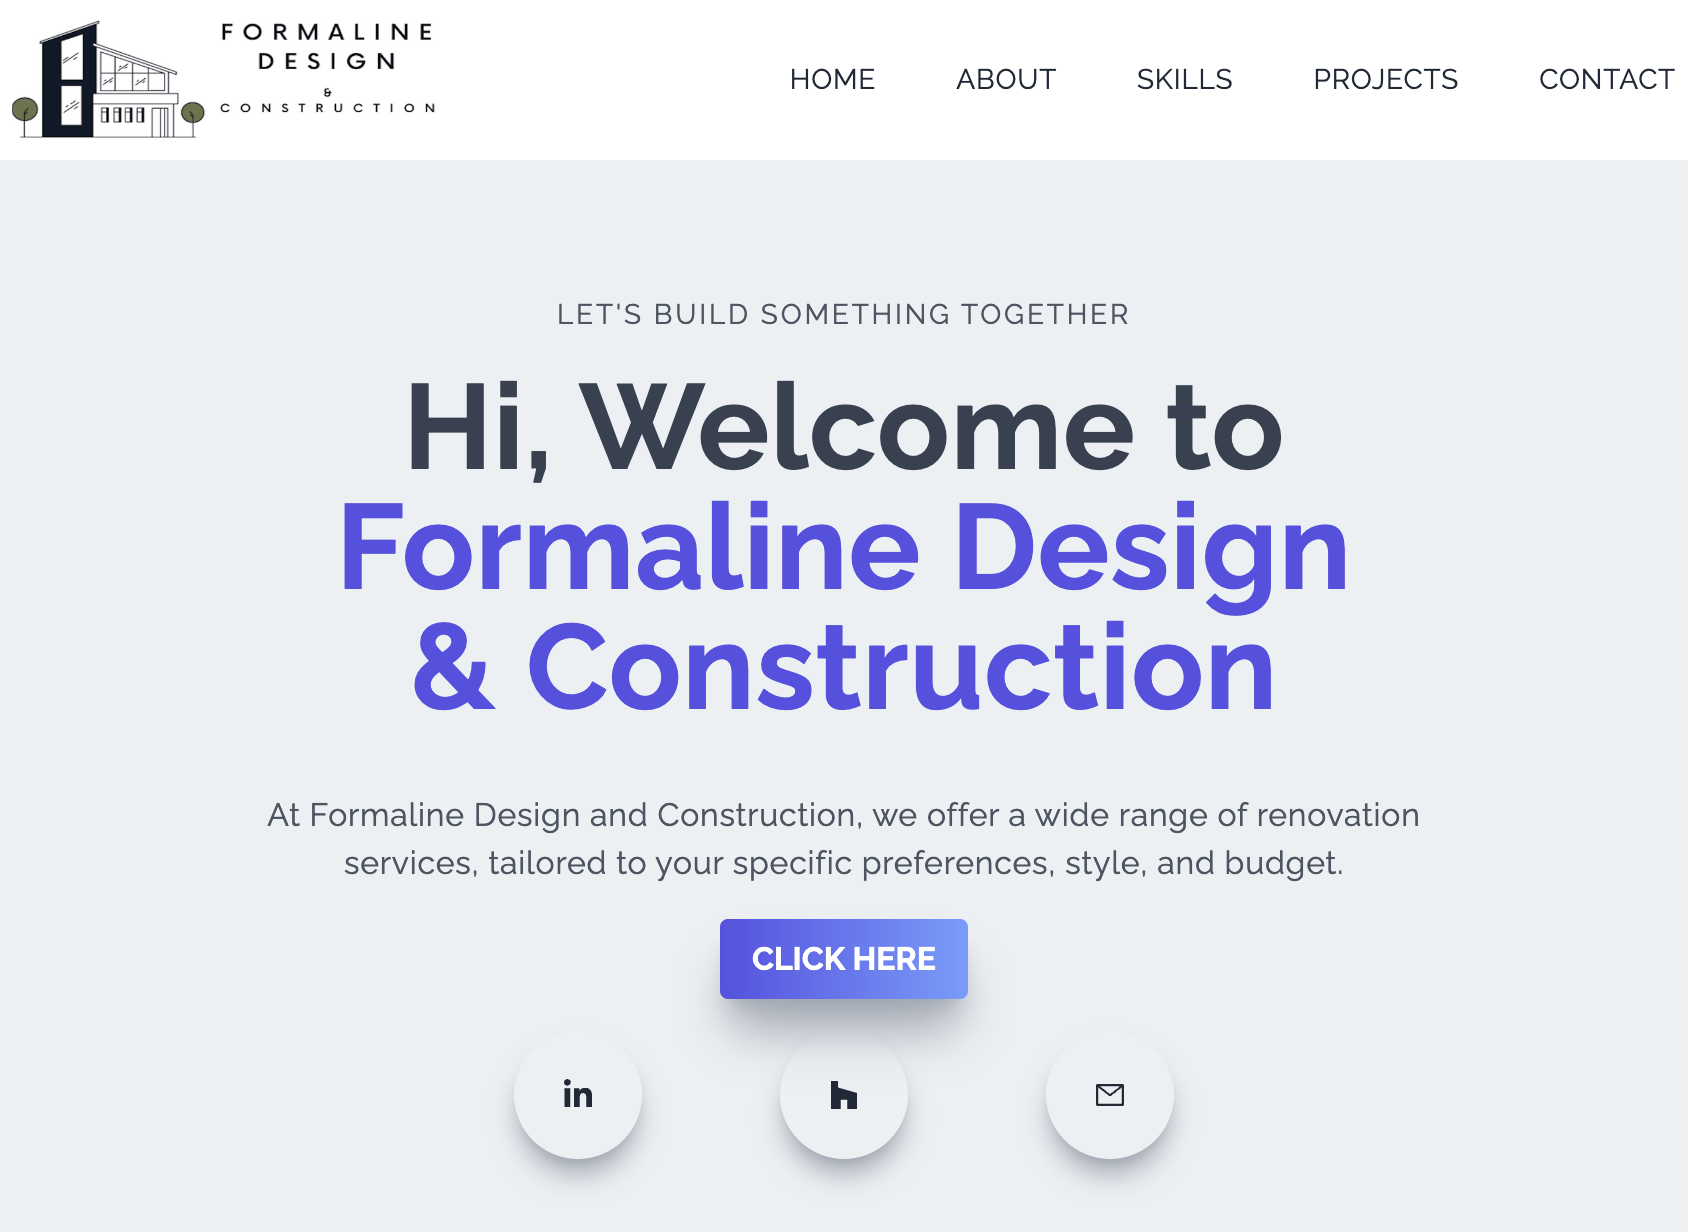 FORMALINE
DESIGN
&
CONSTRUCTION
HOME ABOUT SKILLS PROJECTS CONTACT
LET'S BUILD SOMETHING TOGETHER
Hi, Welcome to
Formaline Design
& Construction
At Formaline Design and Construction, we offer a wide range of renovation
services, tailored to your specific preferences, style, and budget.
CLICK HERE
in